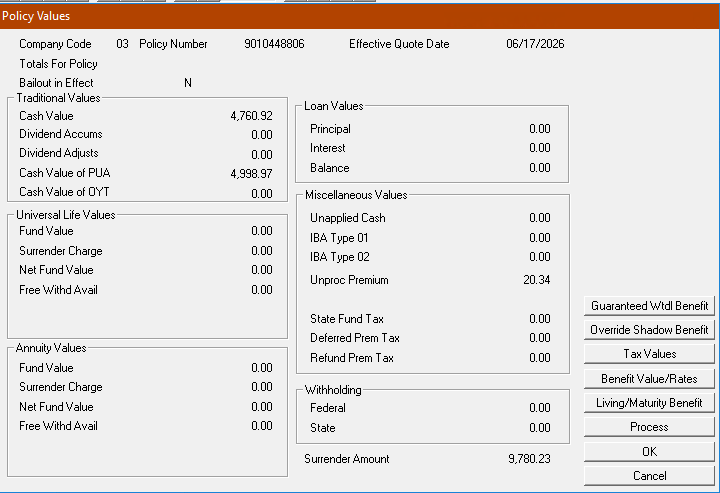 Policy Values
Company Code 03 Policy Number 9010448806 Effective Quote Date 06/17/2026
Totals For Policy
Bailout in Effect N
Traditional Values
Cash Value 4,760.92
Dividend Accums 0.00
Dividend Adjusts 0.00
Cash Value of PUA 4,998.97
Cash Value of OYT 0.00
Universal Life Values
Fund Value 0.00
Surrender Charge 0.00
Net Fund Value 0.00
Free Withd Avail 0.00
Annuity Values
Fund Value 0.00
Surrender Charge 0.00
Net Fund Value 0.00
Free Withd Avail 0.00
Loan Values
Principal 0.00
Interest 0.00
Balance 0.00
Miscellaneous Values
Unapplied Cash 0.00
IBA Type 01 0.00
IBA Type 02 0.00
Unproc Premium 20.34
State Fund Tax 0.00
Deferred Prem Tax 0.00
Refund Prem Tax 0.00
Withholding
Federal 0.00
State 0.00
Surrender Amount 9,780.23
Guaranteed Wtdl Benefit
Override Shadow Benefit
Tax Values
Benefit Value/Rates
Living/Maturity Benefit
Process
OK
Cancel